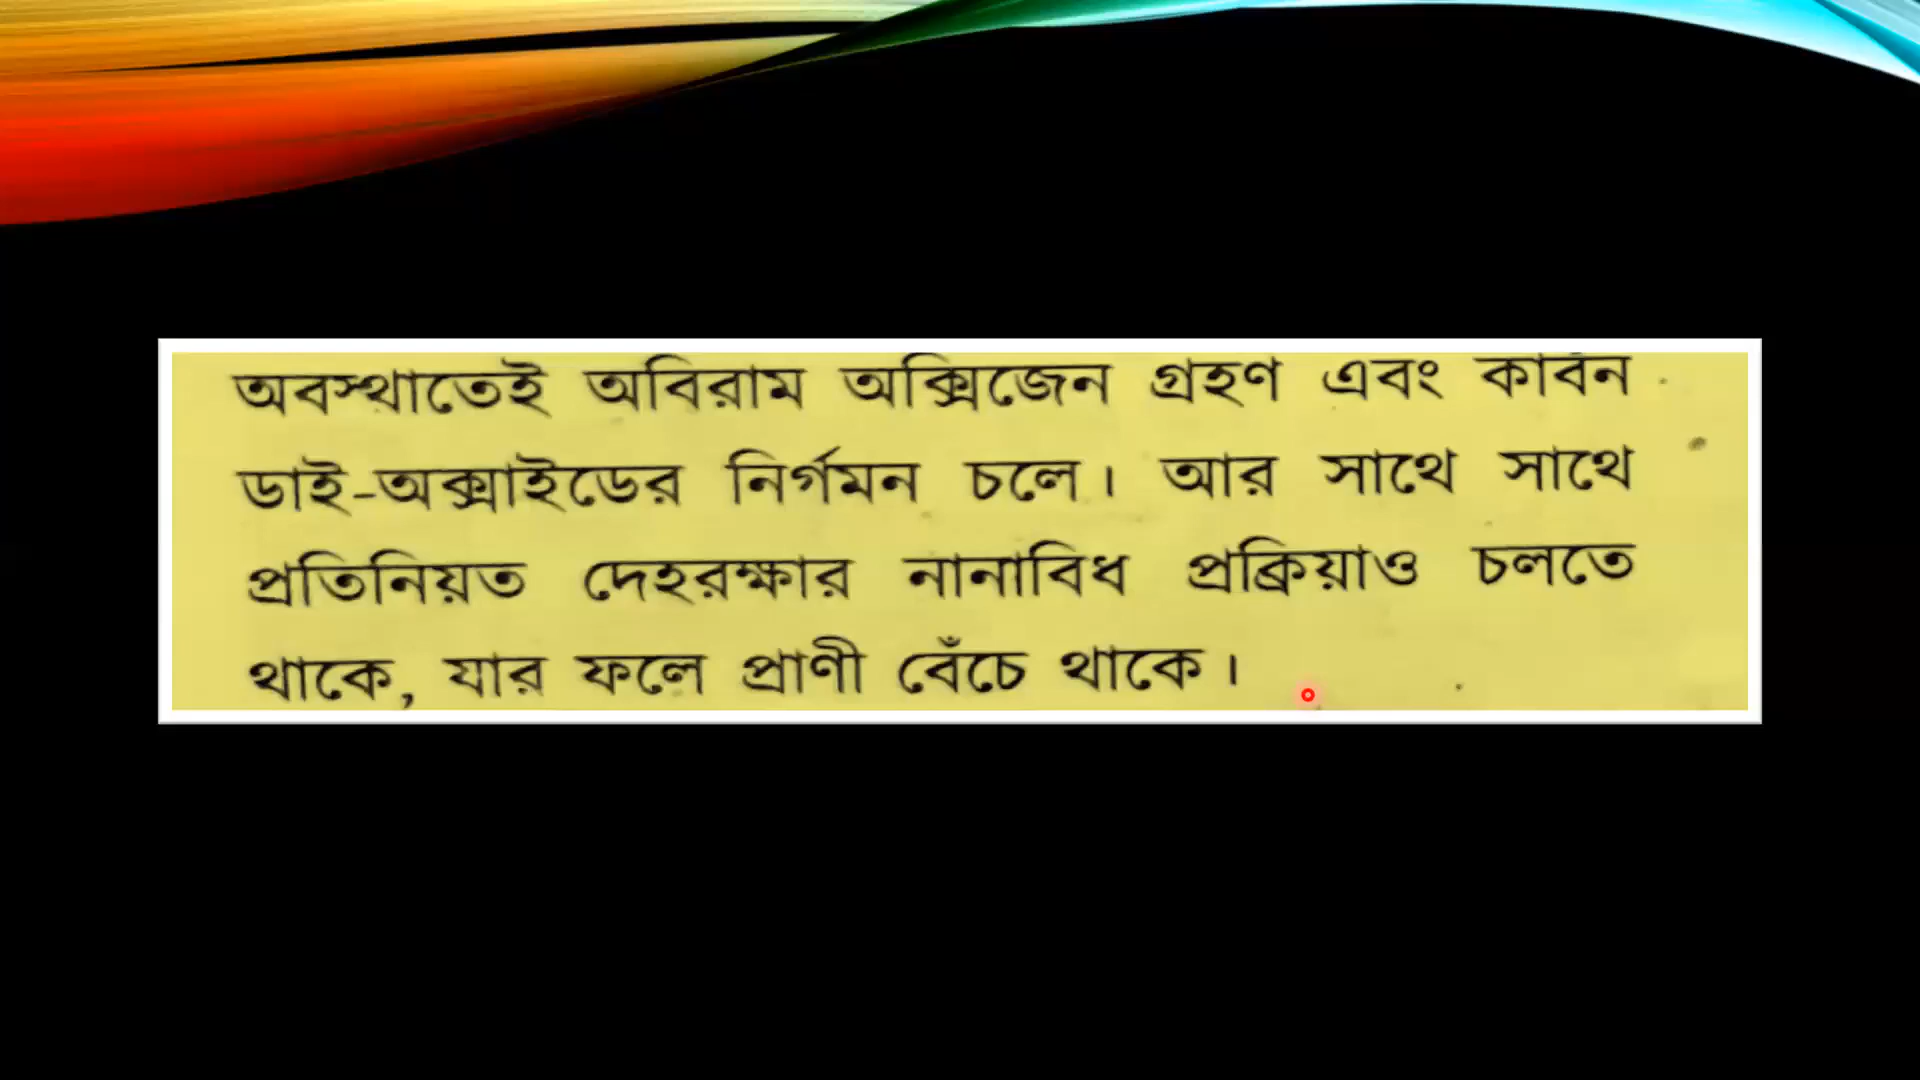 অবস্থাতেই অবিরাম অক্সিজেন গ্রহণ এবং কার্বন
ডাই-অক্সাইডের নির্গমন চলে। আর সাথে সাথে
প্রতিনিয়ত দেহরক্ষার নানাবিধ প্রক্রিয়াও চলতে
থাকে, যার ফলে প্রাণী বেঁচে থাকে।